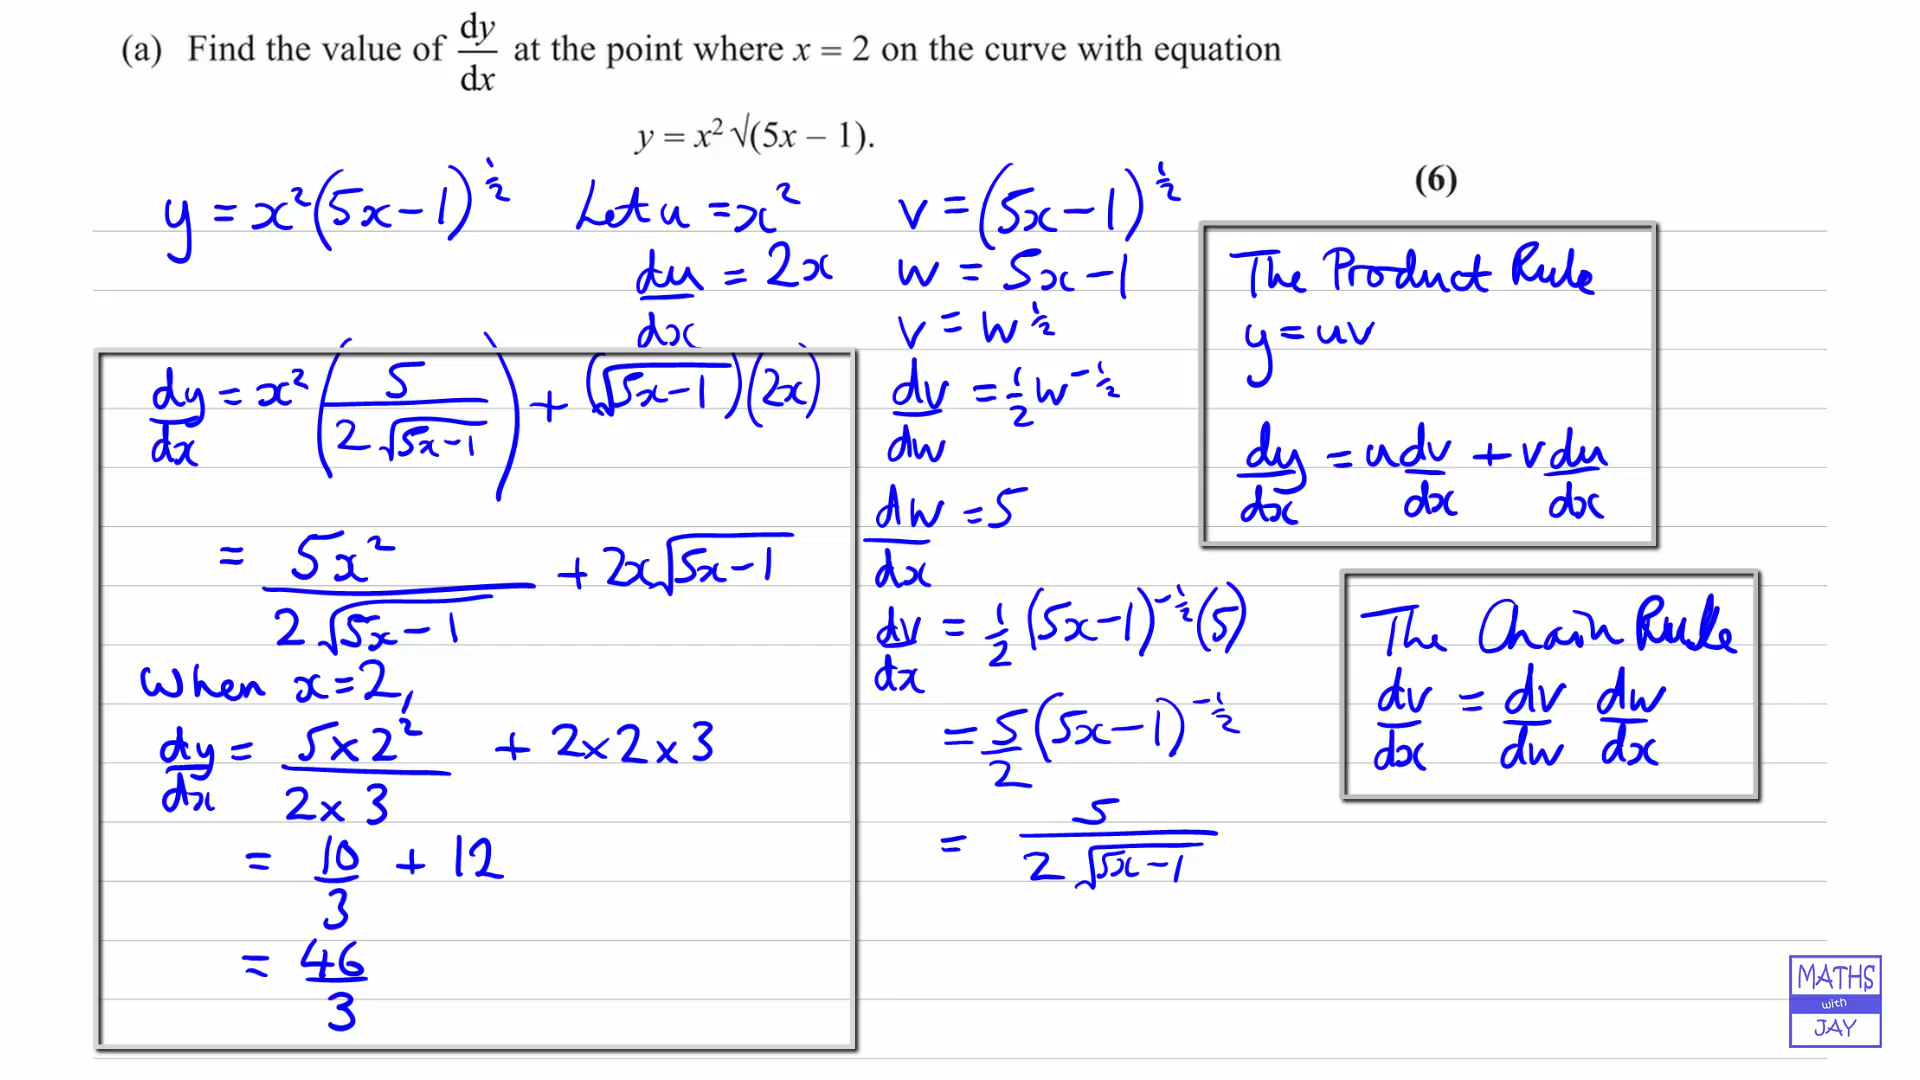 (a) Find the value of dy/dx at the point where x = 2 on the curve with equation
y = x² √(5x − 1).
(6)
y = x²(5x−1)^½
Let u = x²
du/dx = 2x
v = (5x−1)^½
w = 5x−1
v = w^½
dv/dw = ½w^−½
dw/dx = 5
dv/dx = ½(5x−1)^−½(5)
= 5/2(5x−1)^−½
= 5/(2√(5x−1))
The Product Rule
y = uv
dy/dx = u dv/dx + v du/dx
The Chain Rule
dv/dx = dv/dw dw/dx
dy/dx = x²(5/(2√(5x−1))) + (√(5x−1))(2x)
= 5x²/(2√(5x−1)) + 2x√(5x−1)
When x=2,
dy/dx = (5×2²)/(2×3) + 2×2×3
= 10/3 + 12
= 46/3
MATHS
with
JAY